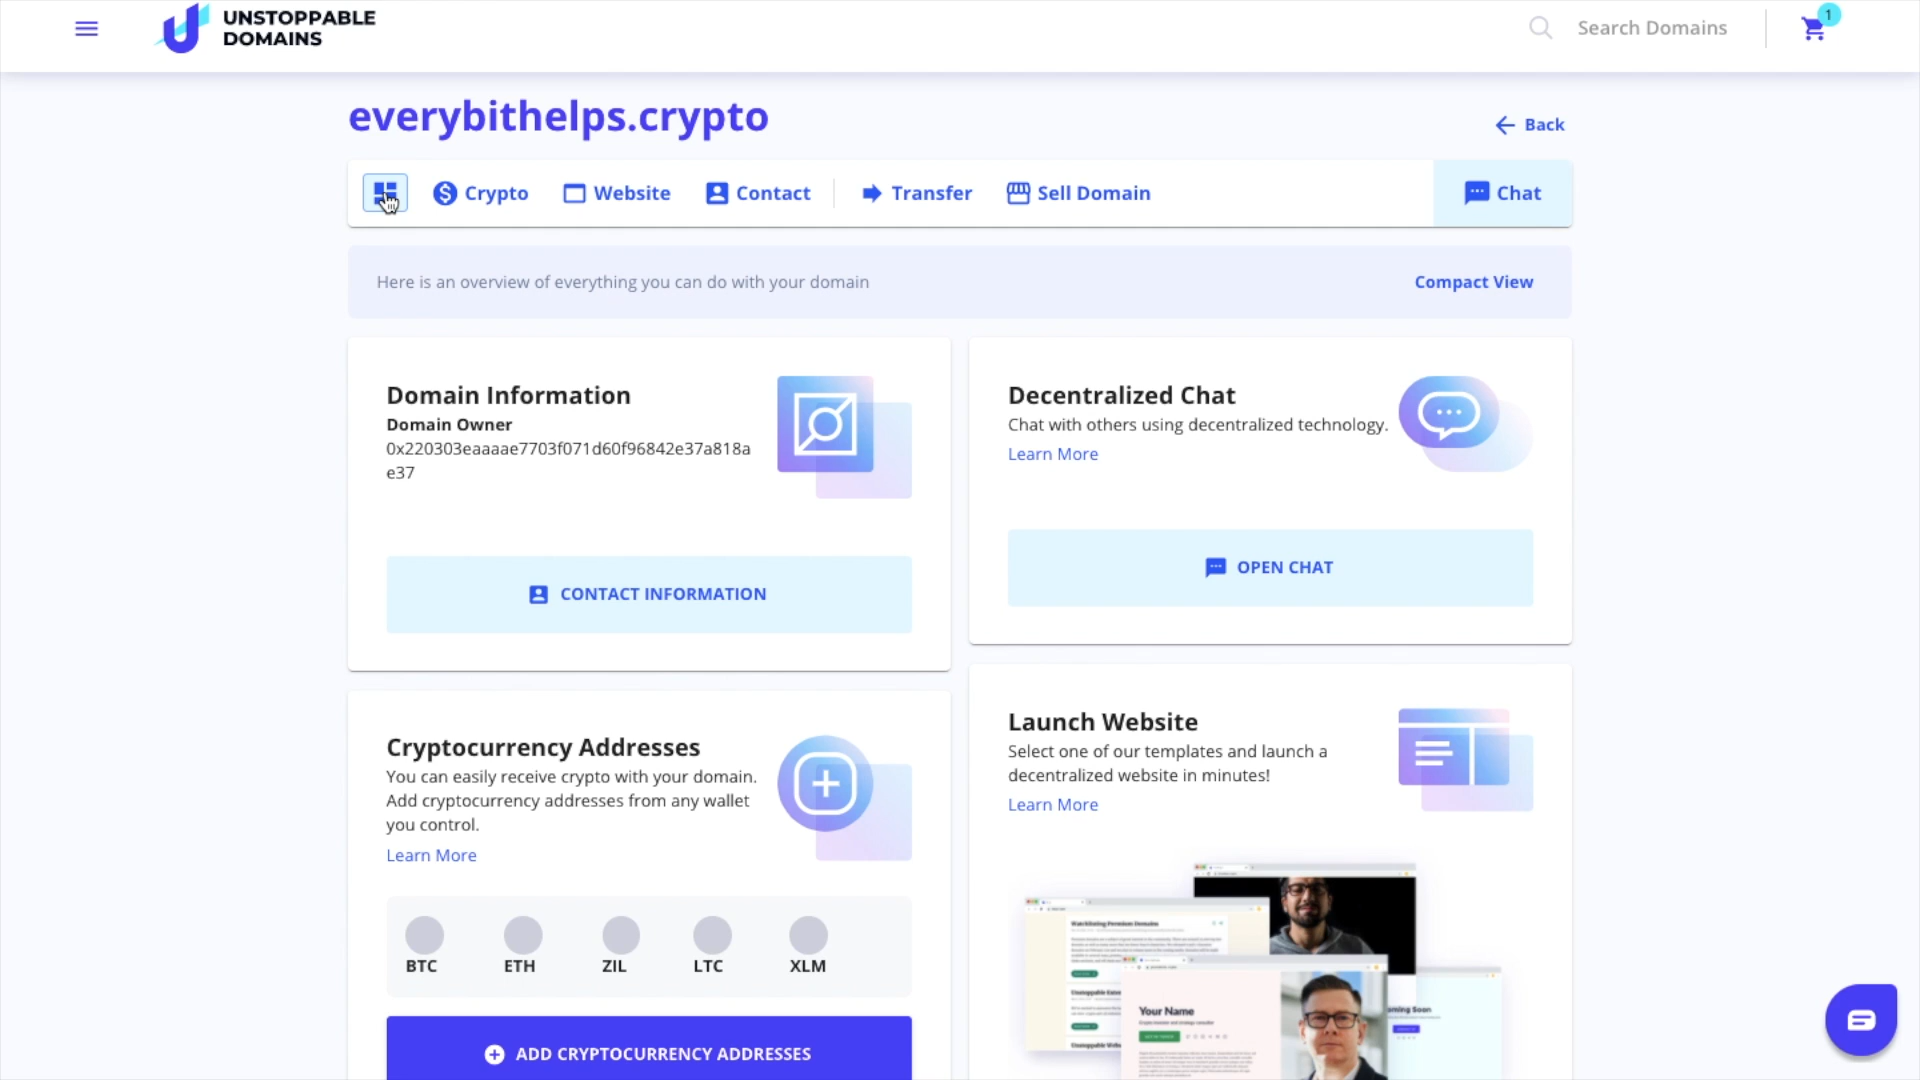 UNSTOPPABLE
DOMAINS
Search Domains
1
everybithelps.crypto
Back
Crypto
Website
Contact
Transfer
Sell Domain
Chat
Here is an overview of everything you can do with your domain
Compact View
Domain Information
Domain Owner
0x220303eaaaae7703f071d60f96842e37a818a
e37
CONTACT INFORMATION
Decentralized Chat
Chat with others using decentralized technology.
Learn More
OPEN CHAT
Cryptocurrency Addresses
You can easily receive crypto with your domain.
Add cryptocurrency addresses from any wallet
you control.
Learn More
BTC
ETH
ZIL
LTC
XLM
ADD CRYPTOCURRENCY ADDRESSES
Launch Website
Select one of our templates and launch a
decentralized website in minutes!
Learn More
Your Name